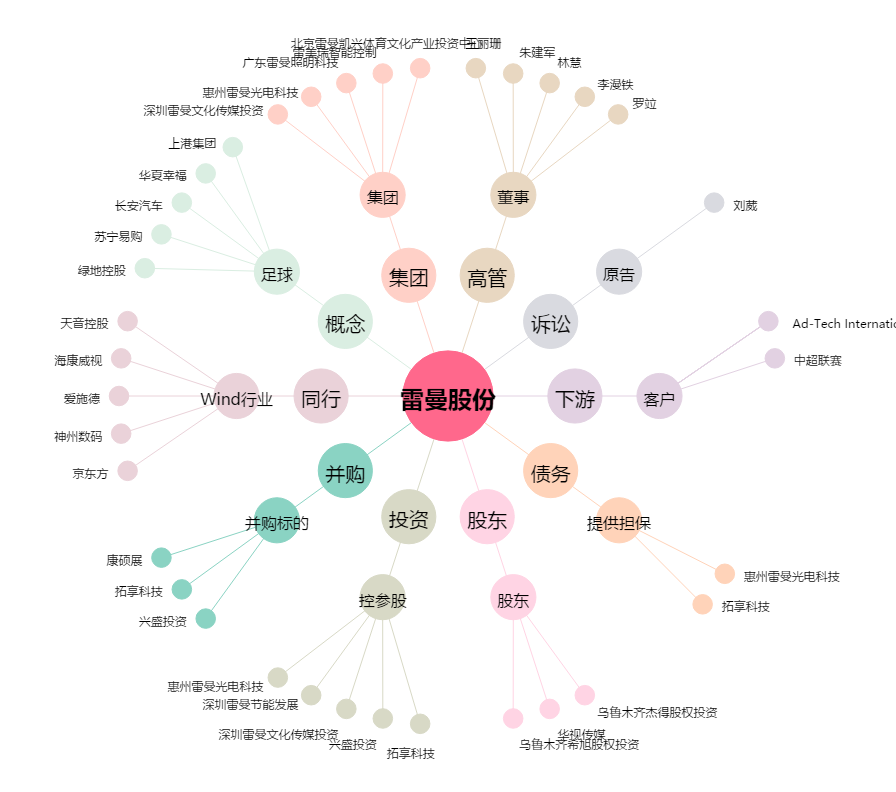 北京雷曼凯兴体育文化产业投资中
雷美瑞智能控制
广东雷曼照明科技
惠州雷曼光电科技
深圳雷曼文化传媒投资
集团
集团
王丽珊
朱建军
林慧
李漫铁
罗竝
董事
高管
上港集团
华夏幸福
长安汽车
苏宁易购
绿地控股
足球
概念
刘葳
原告
诉讼
天音控股
海康威视
爱施德
神州数码
京东方
Wind行业
同行
雷曼股份
下游
客户
Ad-Tech Internatio
中超联赛
并购
并购标的
康硕展
拓享科技
兴盛投资
投资
控参股
惠州雷曼光电科技
深圳雷曼节能发展
深圳雷曼文化传媒投资
兴盛投资
拓享科技
股东
股东
乌鲁木齐杰得股权投资
华视传媒
乌鲁木齐希旭股权投资
债务
提供担保
惠州雷曼光电科技
拓享科技